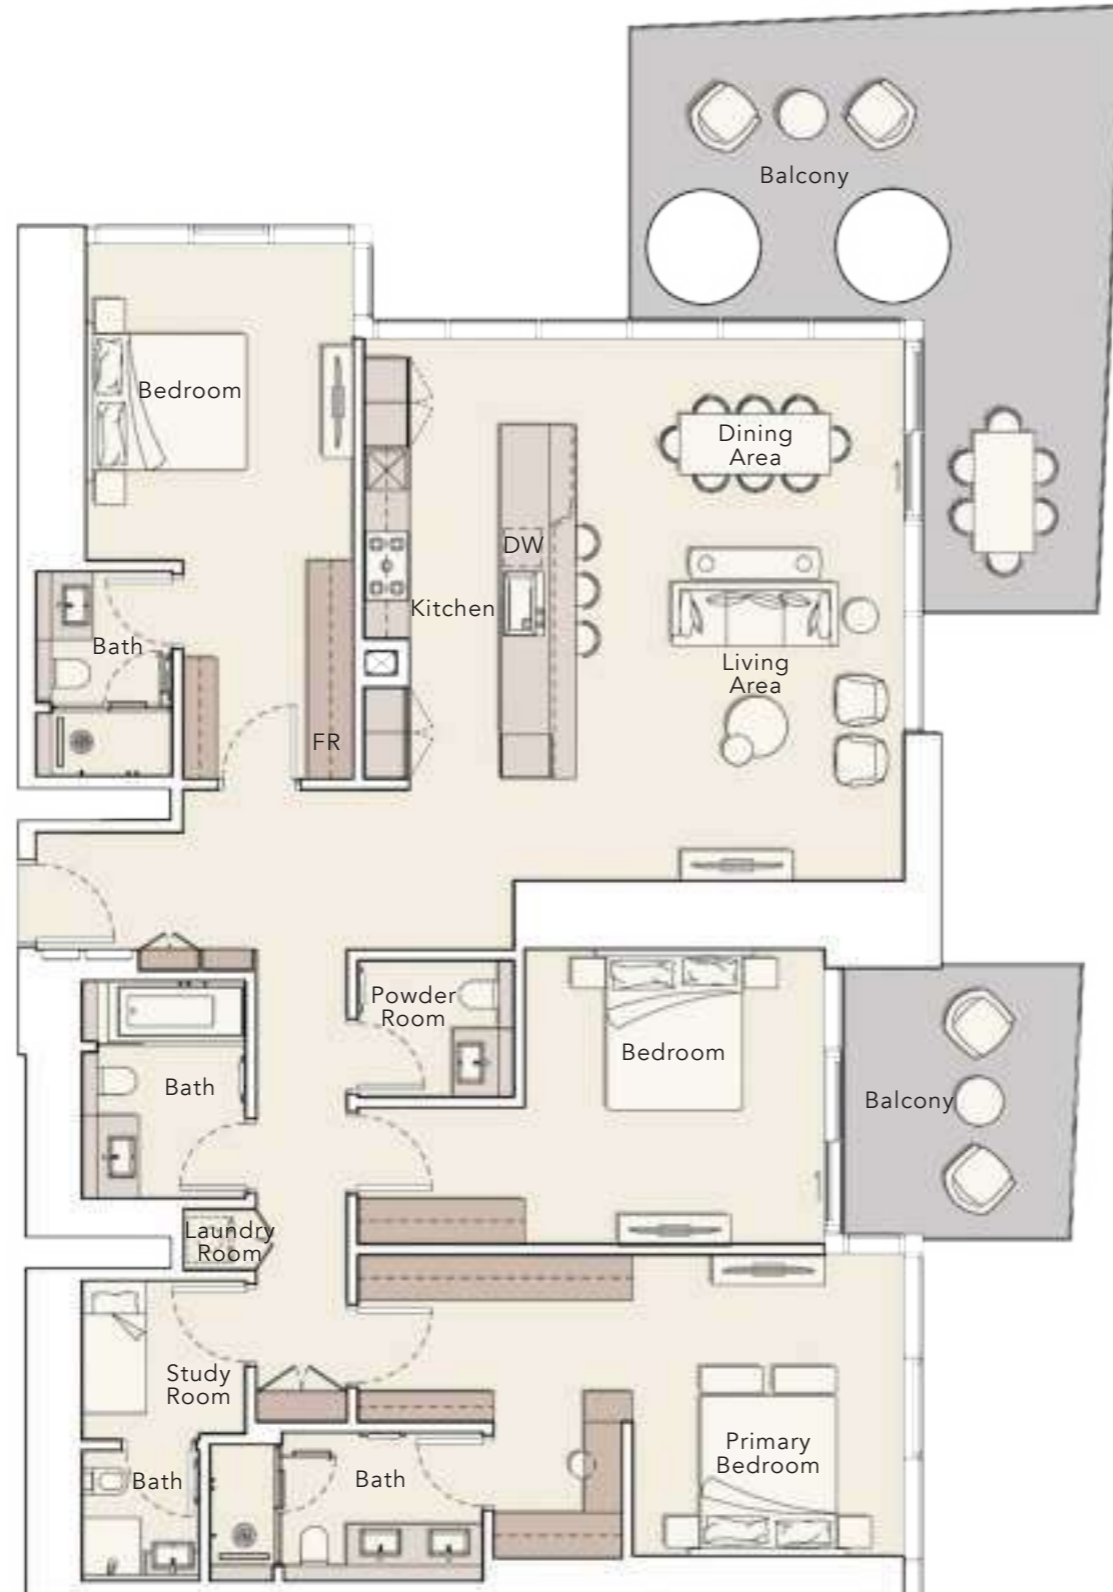 Balcony
Bedroom
Dining
Area
DW
Kitchen
Bath
Living
Area
FR
Powder
Room
Bedroom
Bath
Balcony
Laundry
Room
Study
Room
Primary
Bedroom
Bath
Bath